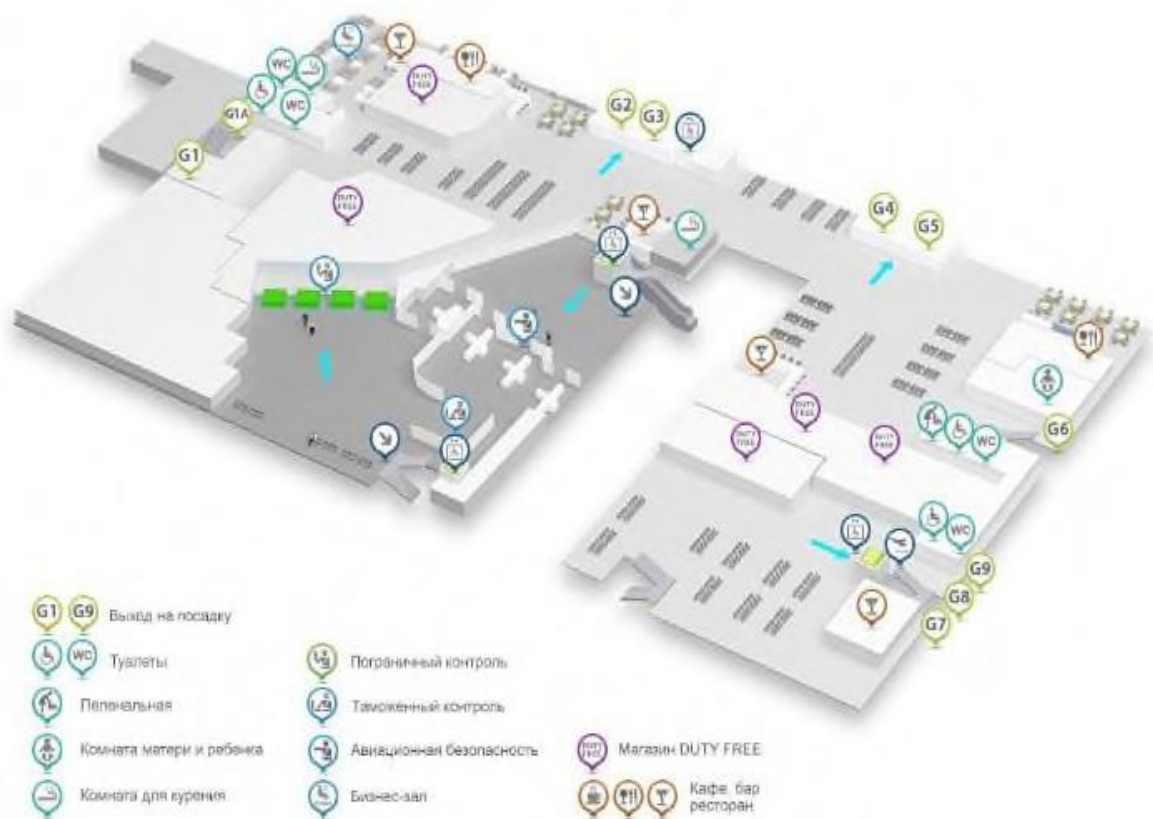 WC
WC
G1A
G1
DUTY
FREE
DUTY
FREE
G2
G3
G4
G5
DUTY
FREE
DUTY
FREE
DUTY
FREE
WC
G6
WC
G9
G8
G7
G1 G9 Выход на посадку
WC Туалеты
Пеленальная
Комната матери и ребенка
Комната для курения
Пограничный контроль
Таможенный контроль
Авиационная безопасность
Бизнес-зал
DUTY
FREE
Магазин DUTY FREE
Кафе, бар
ресторан